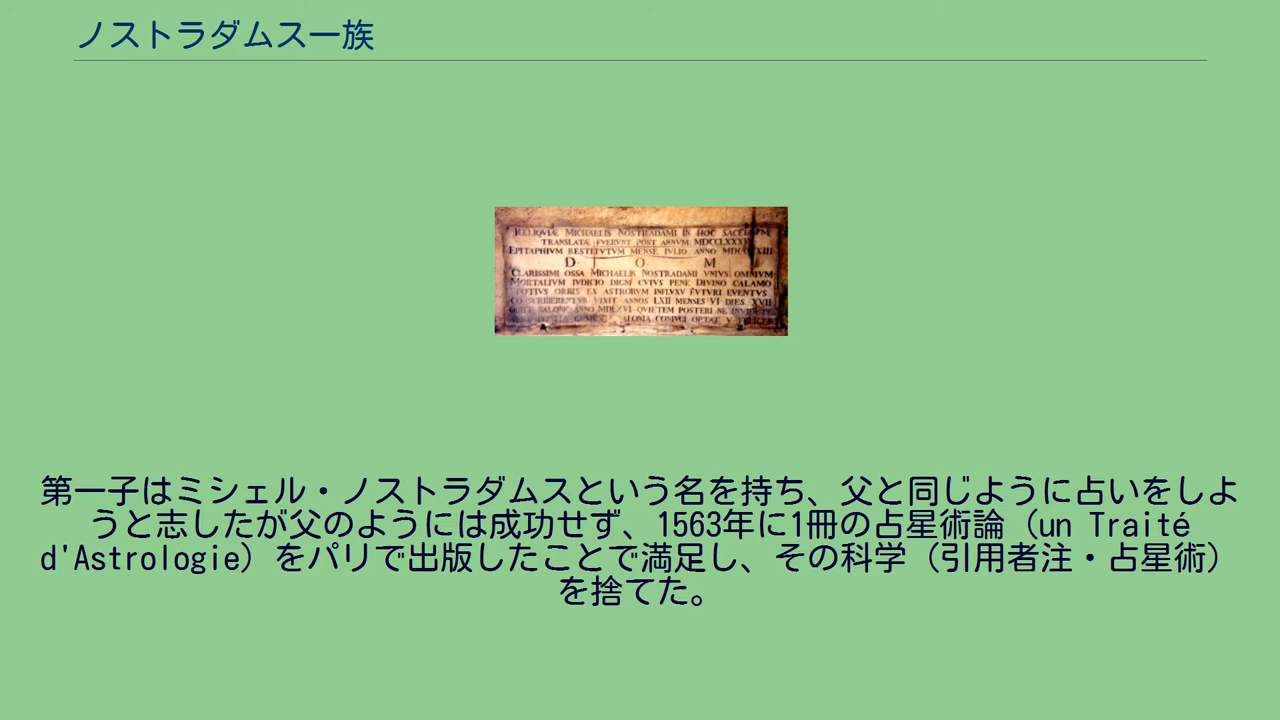 ノストラダムス一族
RELIQVIÆ MICHAELIS NOSTRADAMI IN HOC SACELLVM
TRANSLATÆ FVERVNT POST ANNVM
EPITAPHIVM RESTITVTVM MENSE IVLIO ANNO
D O M
CLARISSIMI OSSA MICHAELIS NOSTRADAMI VNIVS OMNIVM
MORTALIVM IVDICIO DIGNI CVIVS PENE DIVINO CALAMO
TOTIVS ORBIS EX ASTRORVM INFLVXV FVTVRI EVENTVS
VIXIT ANNOS LXII MENSES VI DIES XVII
ANNO MDLXVI QVIETEM POSTERI NE
第一子はミシェル・ノストラダムスという名を持ち、父と同じように占いをしよ
うと志したが父のようには成功せず、1563年に1冊の占星術論（un Traité
d'Astrologie）をパリで出版したことで満足し、その科学（引用者注・占星術）
を捨てた。